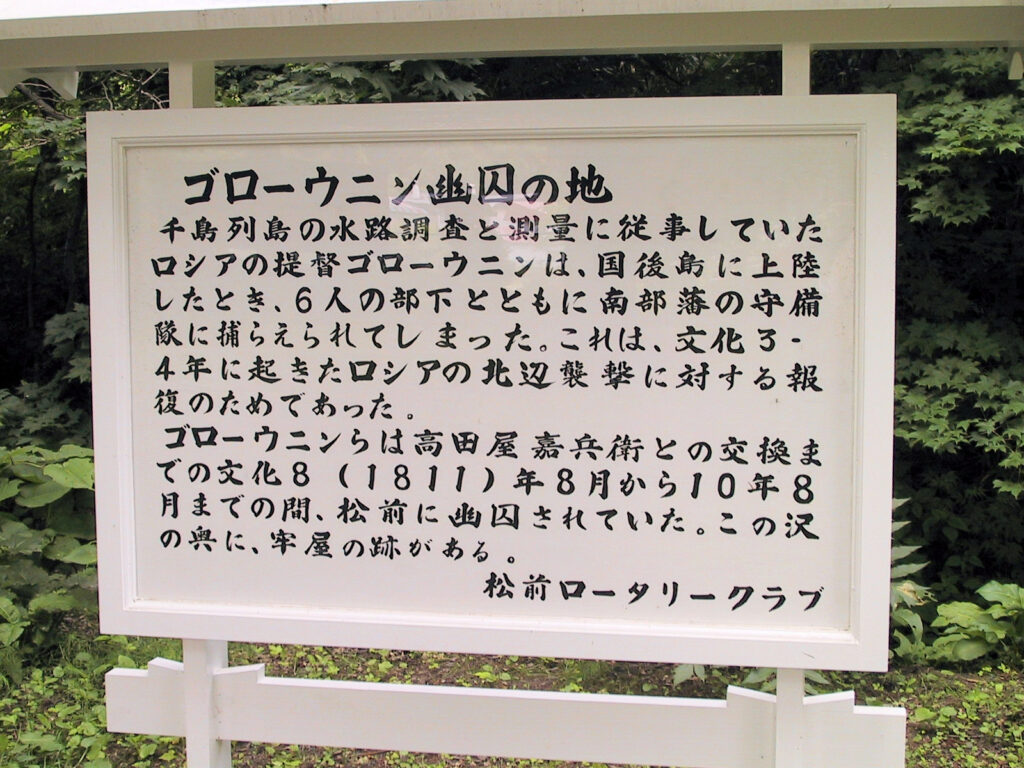 ゴローウニン幽囚の地
千島列島の水路調査と測量に従事していた
ロシアの提督ゴローウニンは、国後島に上陸
したとき、6人の部下とともに南部藩の守備
隊に捕らえられてしまった。これは、文化3-
4年に起きたロシアの北辺襲撃に対する報
復のためであった。
ゴローウニンらは高田屋嘉兵衛との交換ま
での文化8(1811)年8月から10年8
月までの間、松前に幽囚されていた。この沢
の奥に、牢屋の跡がある。
松前ロータリークラブ